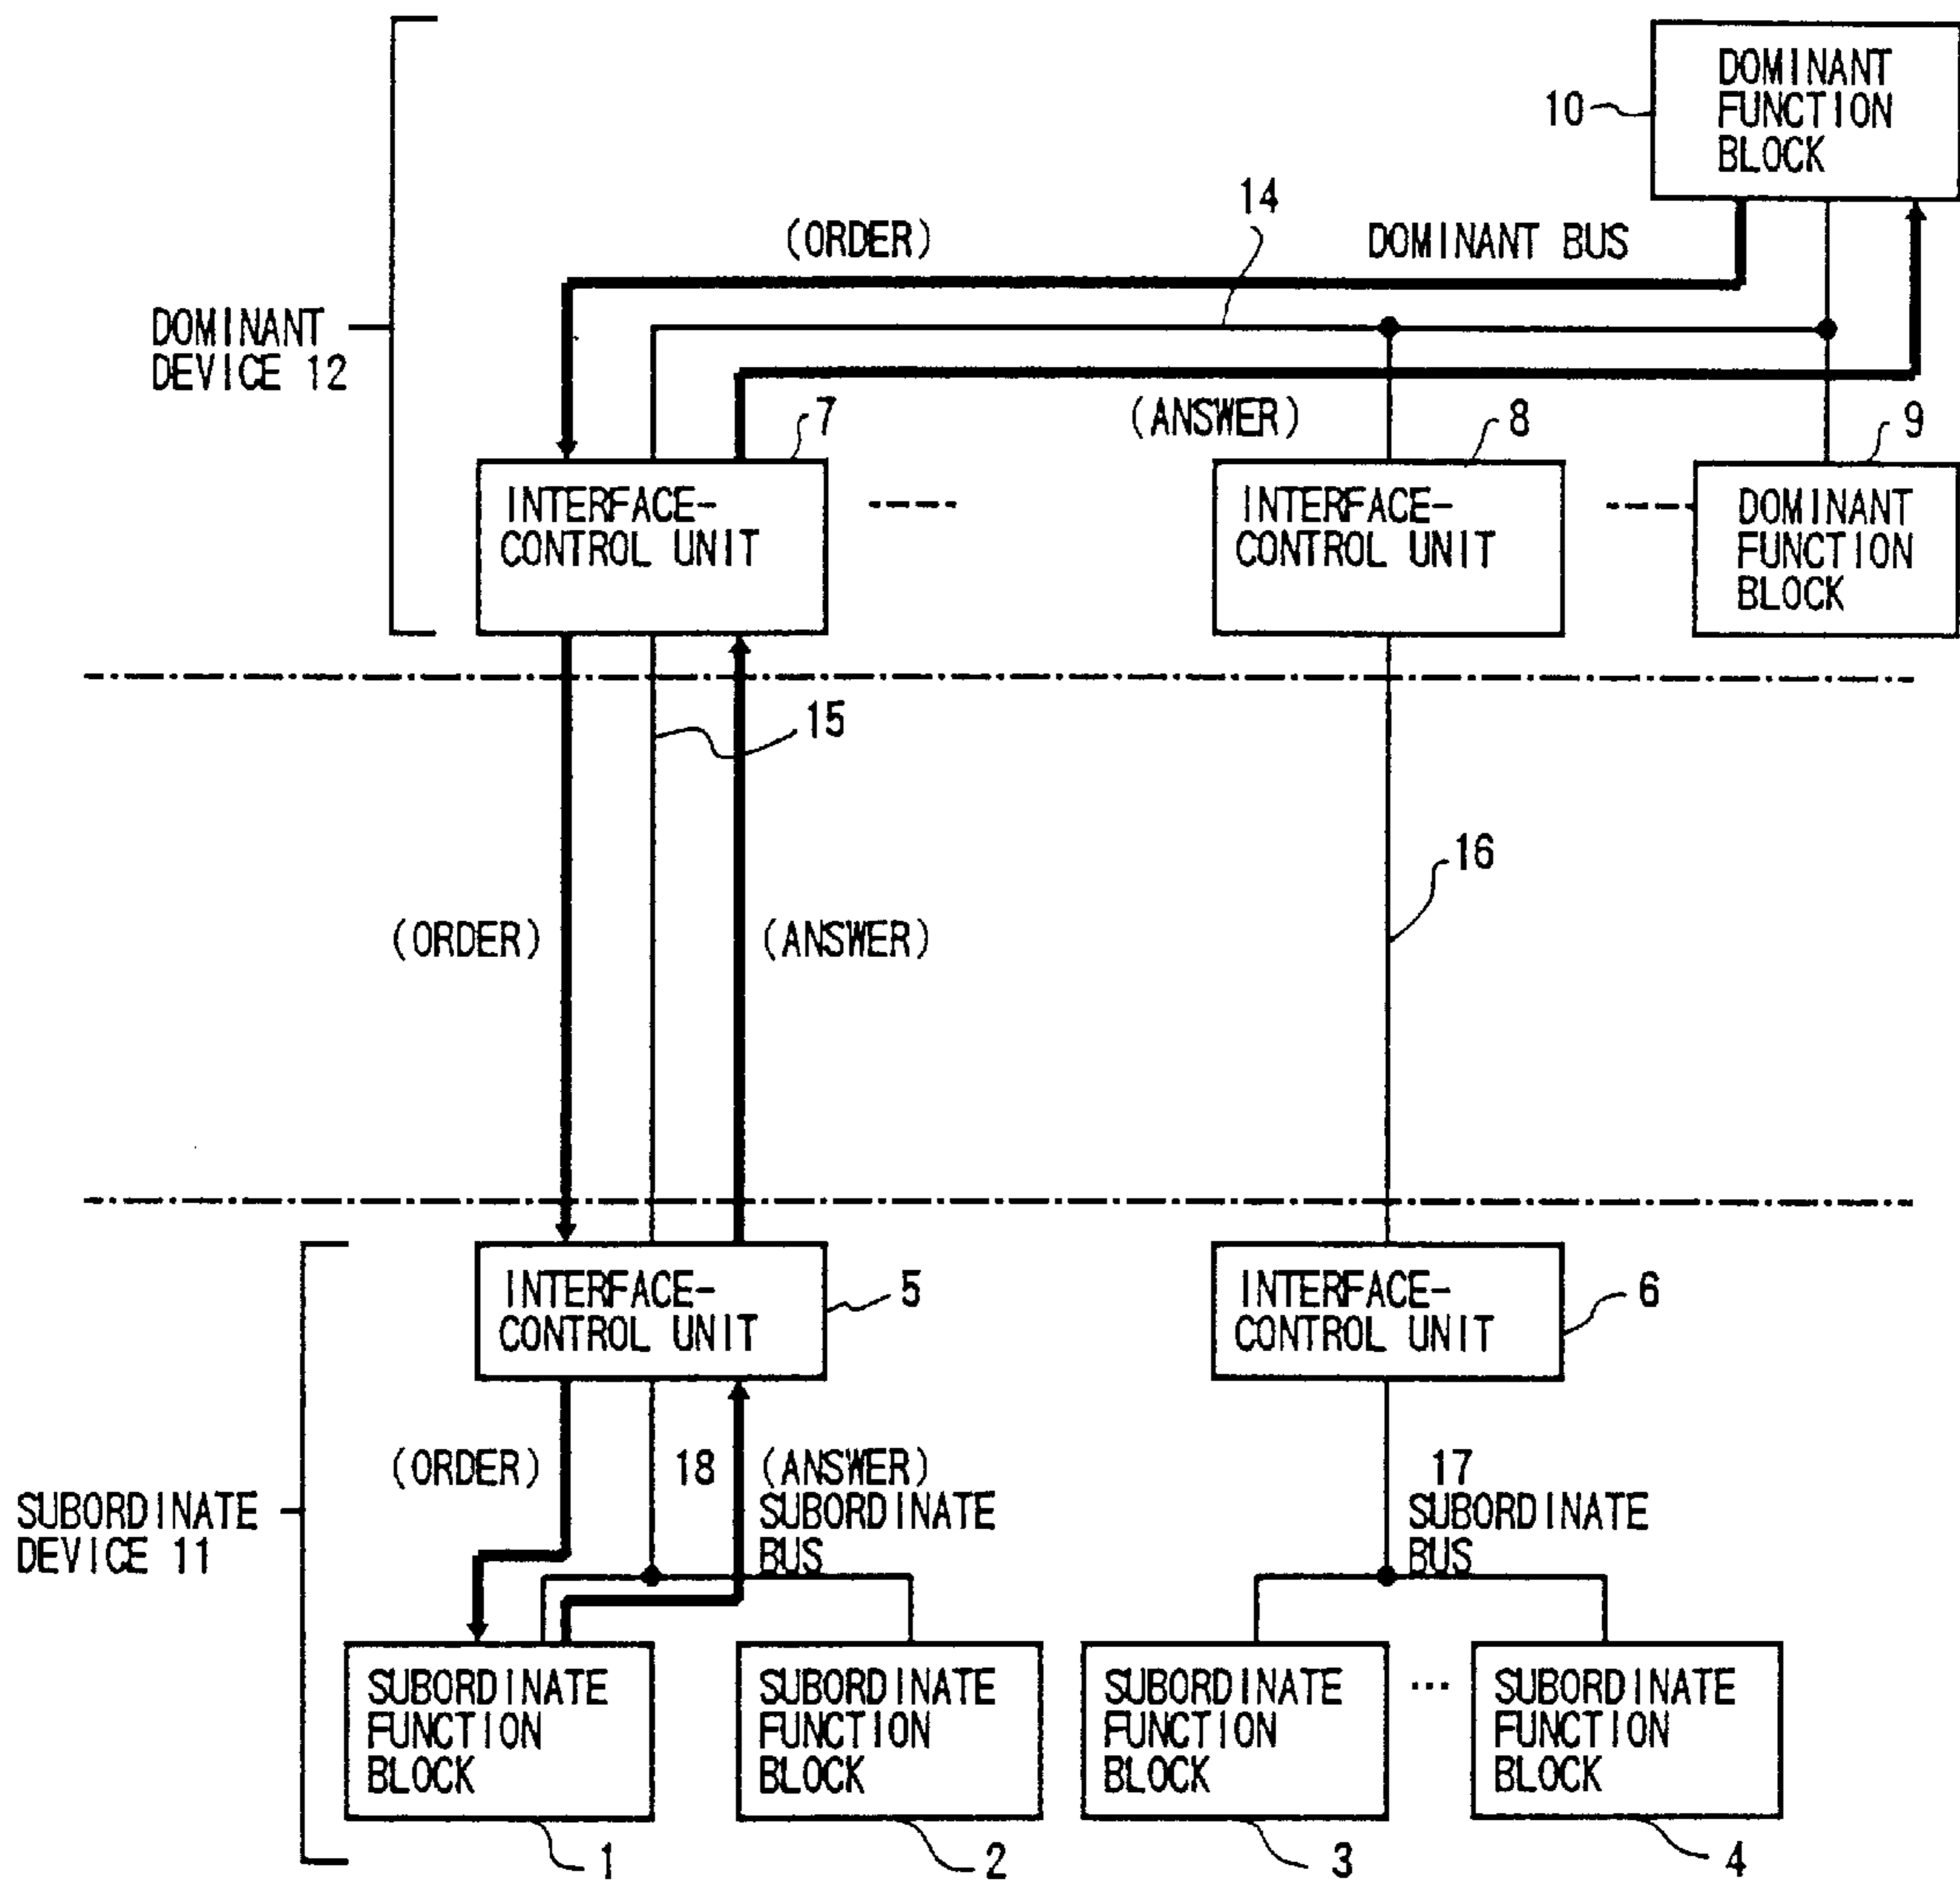 DOMINANT
FUNCTION
BLOCK
10
14
(ORDER)
DOMINANT BUS
DOMINANT
DEVICE 12
(ANSWER)
7
8
9
INTERFACE-
CONTROL UNIT
INTERFACE-
CONTROL UNIT
DOMINANT
FUNCTION
BLOCK
15
16
(ORDER)
(ANSWER)
INTERFACE-
CONTROL UNIT
5
INTERFACE-
CONTROL UNIT
6
(ORDER)
18
(ANSWER)
SUBORDINATE
BUS
17
SUBORDINATE
BUS
SUBORDINATE
DEVICE 11
SUBORDINATE
FUNCTION
BLOCK
SUBORDINATE
FUNCTION
BLOCK
SUBORDINATE
FUNCTION
BLOCK
...
SUBORDINATE
FUNCTION
BLOCK
1
2
3
4